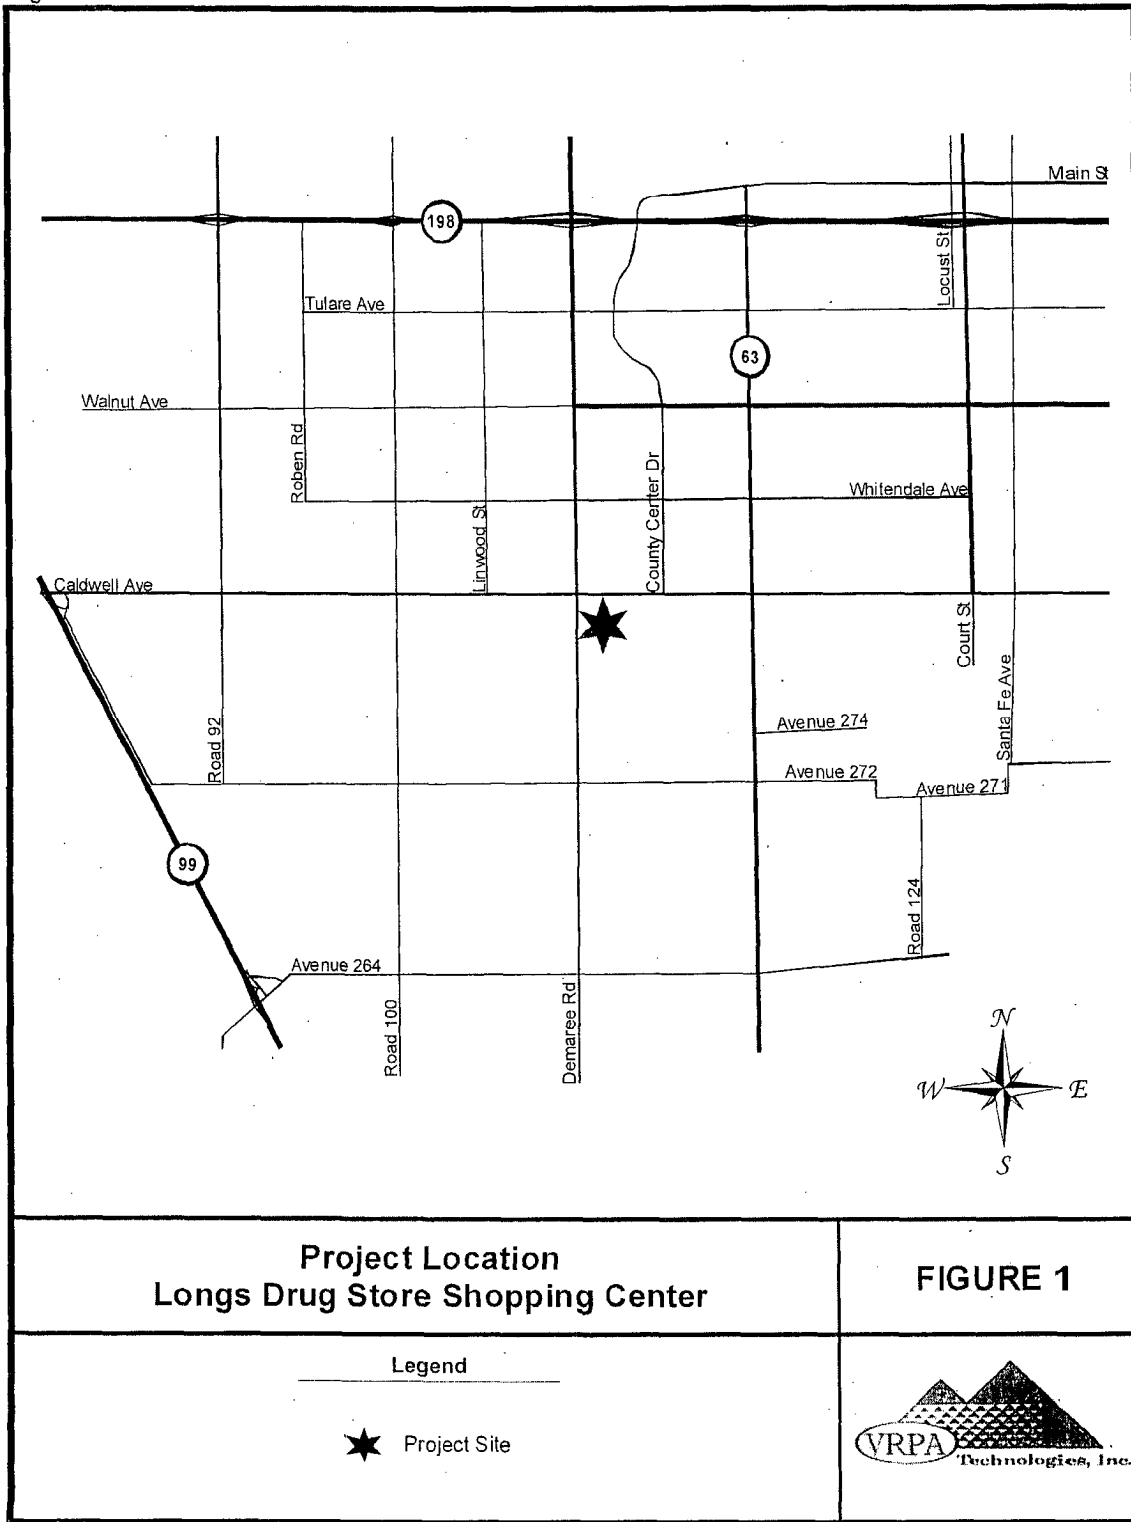 Main St
198
Locust St
Tulare Ave
63
Walnut Ave
Roben Rd
Linwood St
County Center Dr
Whitendale Ave
Caldwell Ave
Court St
Santa Fe Ave
Road 92
Avenue 274
Avenue 272
Avenue 271
99
Road 124
Avenue 264
Road 100
Demaree Rd
N
W E
S
Project Location
Longs Drug Store Shopping Center
FIGURE 1
Legend
Project Site
VRPA
Technologies, Inc.